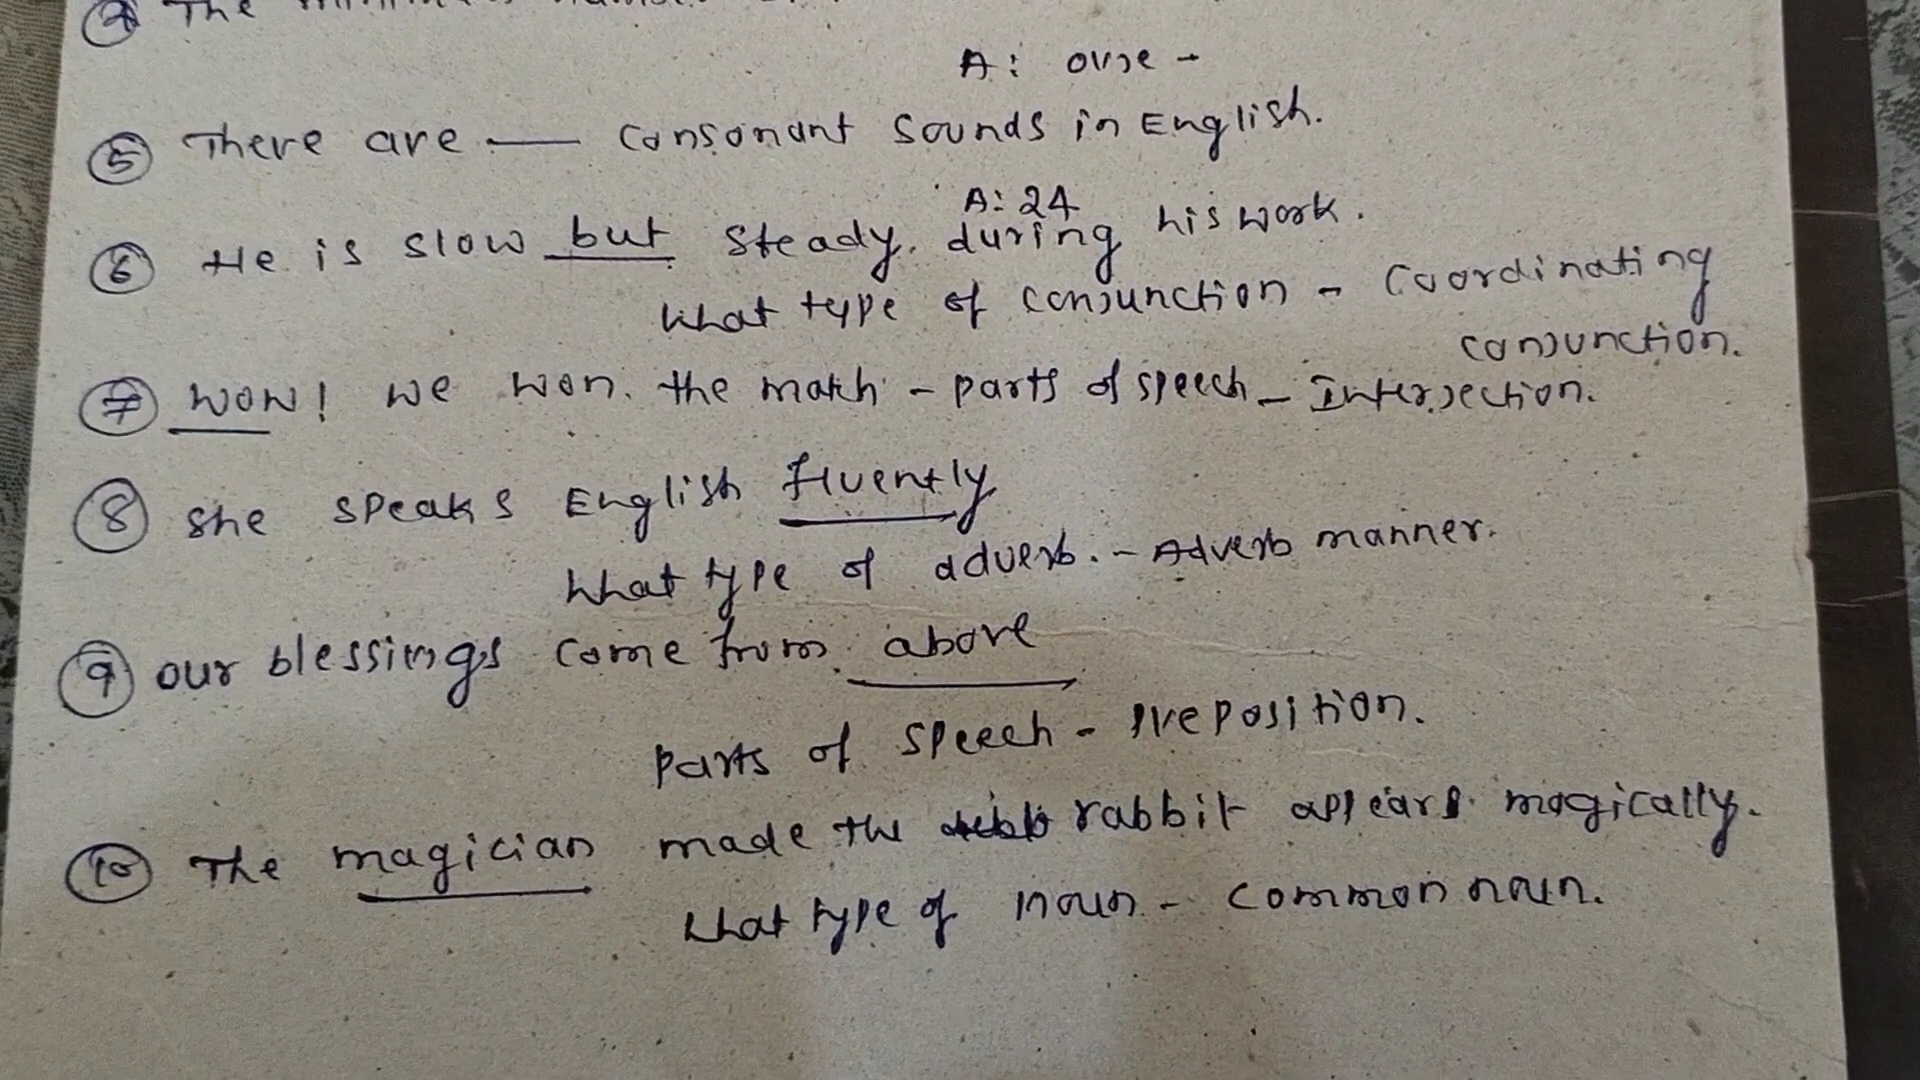 ④ The
A: one -
⑤ There are — consonant sounds in English.
A: 24
⑥ He is slow but steady. during his work.
What type of conjunction - Coordinating
conjunction.
⑦ WOW! We won. the match - parts of speech - Interjection.
⑧ She speaks English fluently
What type of adverb. - Adverb manner.
⑨ our blessings come from above
parts of speech - preposition.
⑩ The magician made the rabbit appears magically.
What type of noun - common noun.